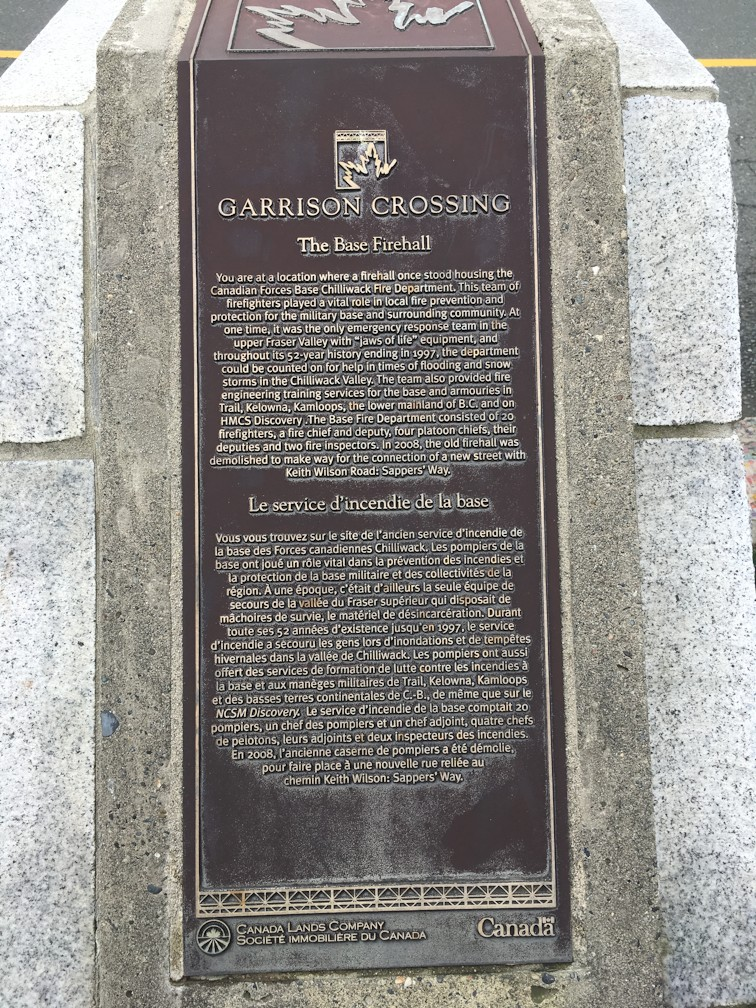 GARRISON CROSSING
The Base Firehall
You are at a location where a firehall once stood housing the
Canadian Forces Base Chilliwack Fire Department. This team of
firefighters played a vital role in local fire prevention and
protection for the military base and surrounding community. At
one time, it was the only emergency response team in the
upper Fraser Valley with "jaws of life" equipment, and
throughout its 52-year history ending in 1997, the department
could be counted on for help in times of flooding and snow
storms in the Chilliwack Valley. The team also provided fire
engineering training services for the base and armouries in
Trail, Kelowna, Kamloops, the lower mainland of B.C. and on
HMCS Discovery .The Base Fire Department consisted of 20
firefighters, a fire chief and deputy, four platoon chiefs, their
deputies and two fire inspectors. In 2008, the old firehall was
demolished to make way for the connection of a new street with
Keith Wilson Road: Sappers' Way.
Le service d'incendie de la base
Vous vous trouvez sur le site de l'ancien service d'incendie de
la base des Forces canadiennes Chilliwack. Les pompiers de la
base ont joué un rôle vital dans la prévention des incendies et
la protection de la base militaire et des collectivités de la
région. À une époque, c'était d'ailleurs la seule équipe de
secours de la vallée du Fraser supérieur qui disposait de
mâchoires de survie, le matériel de désincarcération. Durant
toute ses 52 années d'existence jusqu'en 1997, le service
d'incendie a secouru les gens lors d'inondations et de tempêtes
hivernales dans la vallée de Chilliwack. Les pompiers ont aussi
offert des services de formation de lutte contre les incendies à
la base et aux manèges militaires de Trail, Kelowna, Kamloops
et des basses terres continentales de C.-B., de même que sur le
NCSM Discovery. Le service d'incendie de la base comptait 20
pompiers, un chef des pompiers et un chef adjoint, quatre chefs
de pelotons, leurs adjoints et deux inspecteurs des incendies.
En 2008, l'ancienne caserne de pompiers a été démolie,
pour faire place à une nouvelle rue reliée au
chemin Keith Wilson: Sappers' Way.
CANADA LANDS COMPANY
SOCIÉTÉ IMMOBILIÈRE DU CANADA
Canada